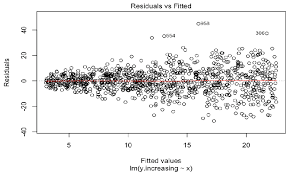 Residuals vs Fitted
Residuals
40
20
0
-20
-40
5
10
15
20
Fitted values
lm(y.increasing ~ x)